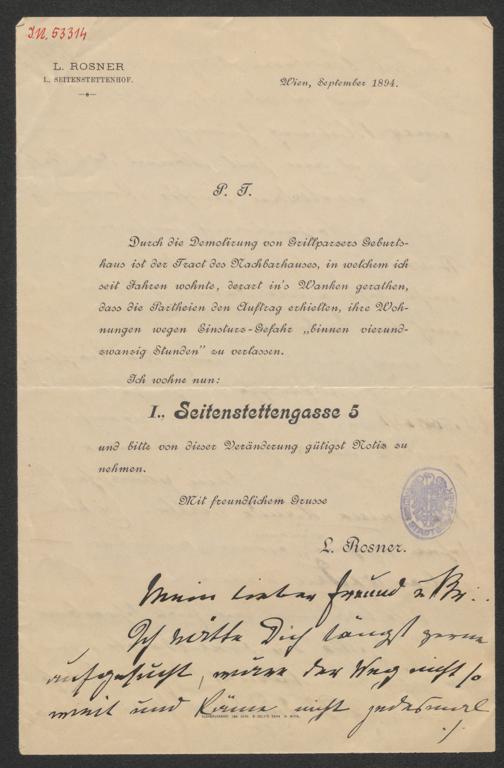 I.N. 53314
L. ROSNER
I., SEITENSTETTENHOF.
Wien, September 1894.
P. T.
Durch die Demolirung von Grillparzers Geburts-
haus ist der Tract des Nachbarhauses, in welchem ich
seit Jahren wohnte, derart in's Wanken gerathen,
dass die Partheien den Auftrag erhielten, ihre Woh-
nungen wegen Einsturz-Gefahr „binnen vierund-
zwanzig Stunden" zu verlassen.
Ich wohne nun:
I., Seitenstettengasse 5
und bitte von dieser Veränderung gütigst Notiz zu
nehmen.
Mit freundlichem Grusse
L. Rosner.
Mein lieber Freund u
Ich hätte Dich längst gerne
aufgesucht, wäre der Weg nicht so
weit und käme nicht jedesmal
./.